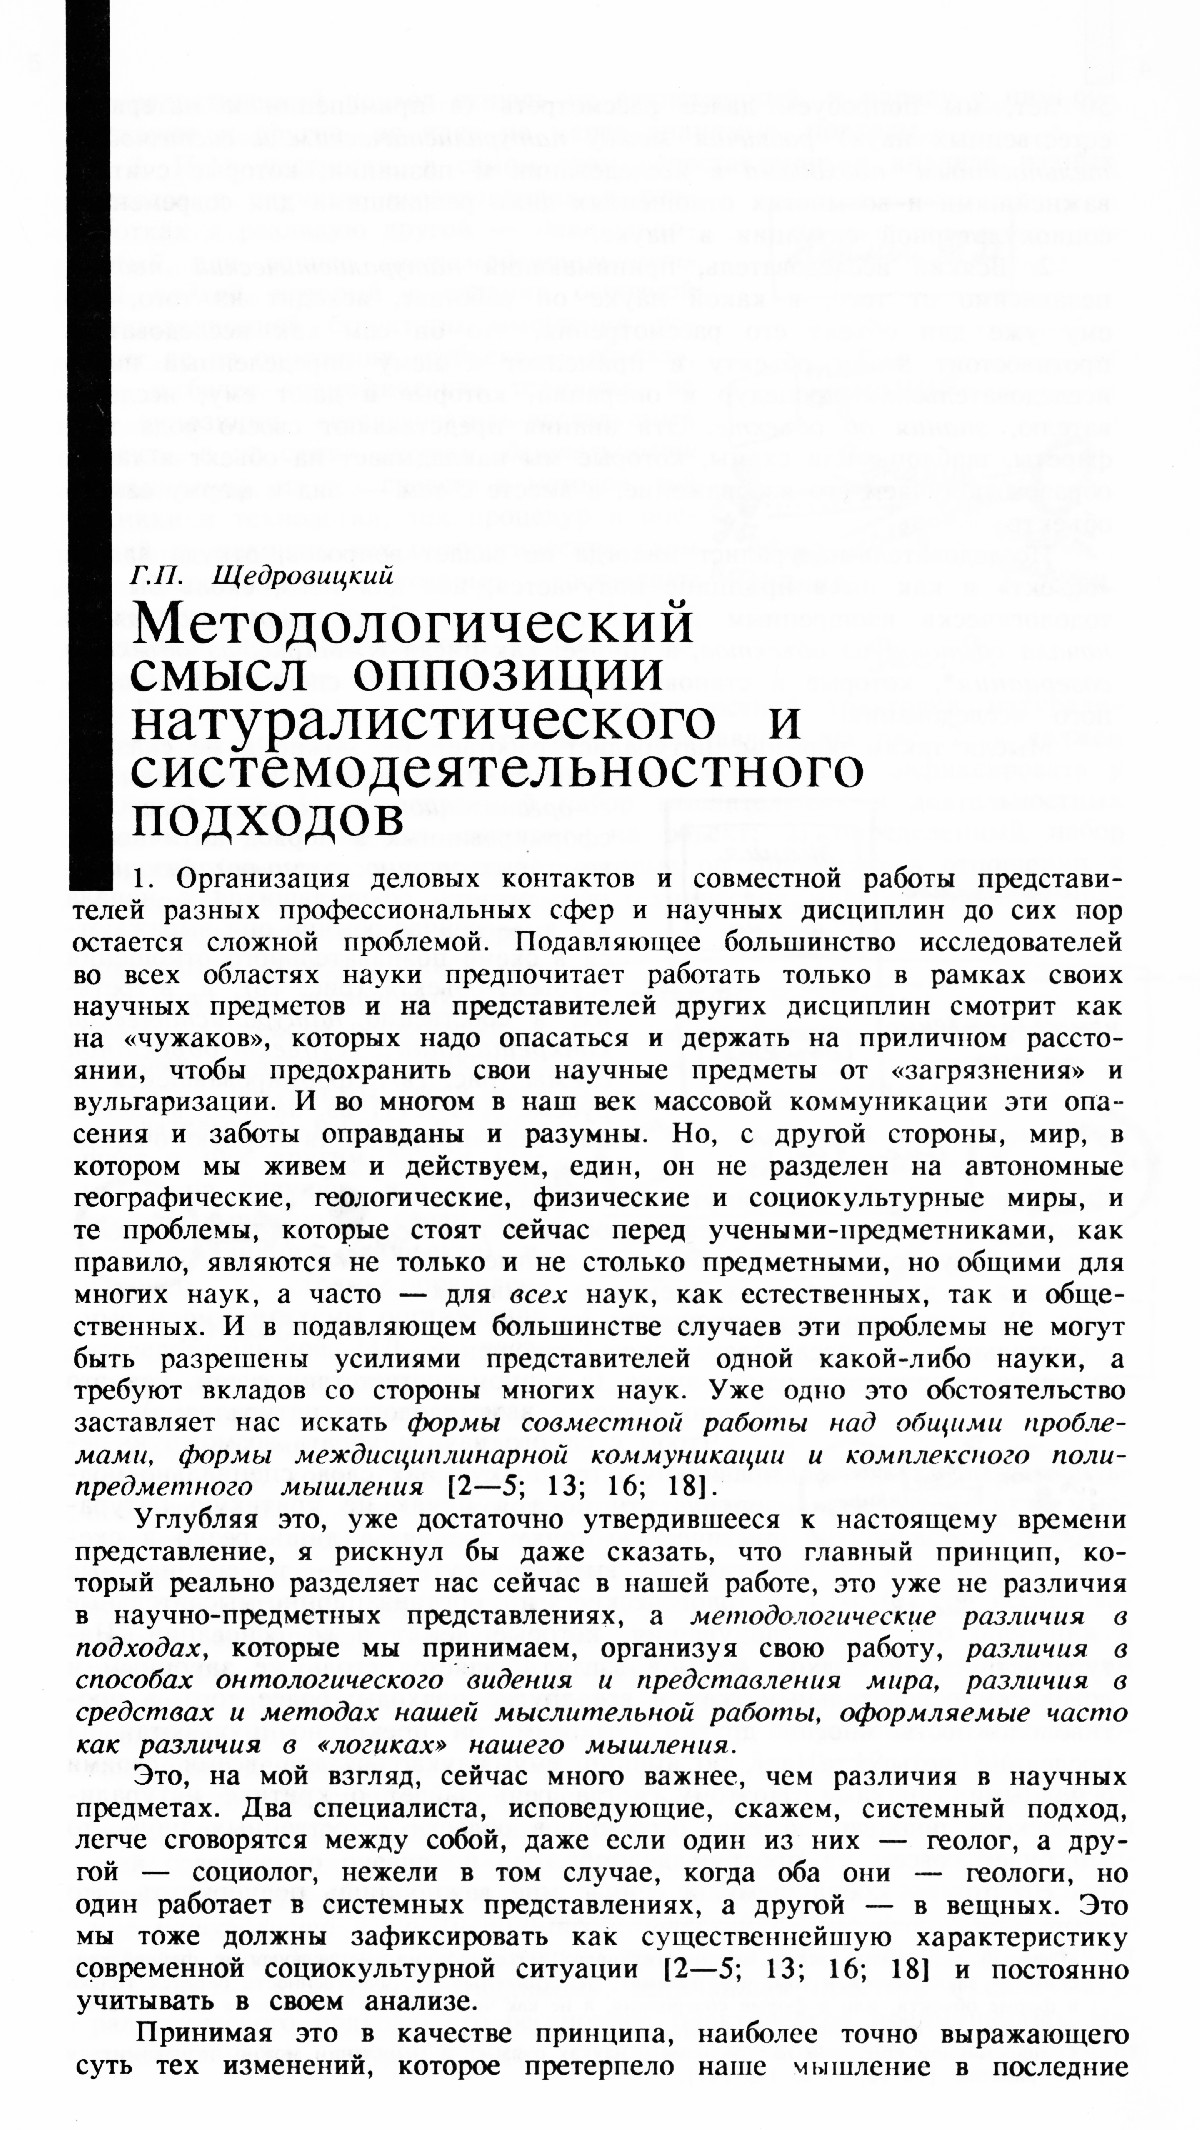 Г.П. Щедровицкий
Методологический
смысл оппозиции
натуралистического и
системодеятельностного
подходов
1. Организация деловых контактов и совместной работы представи-
телей разных профессиональных сфер и научных дисциплин до сих пор
остается сложной проблемой. Подавляющее большинство исследователей
во всех областях науки предпочитает работать только в рамках своих
научных предметов и на представителей других дисциплин смотрит как
на «чужаков», которых надо опасаться и держать на приличном рассто-
янии, чтобы предохранить свои научные предметы от «загрязнения» и
вульгаризации. И во многом в наш век массовой коммуникации эти опа-
сения и заботы оправданы и разумны. Но, с другой стороны, мир, в
котором мы живем и действуем, един, он не разделен на автономные
географические, геологические, физические и социокультурные миры, и
те проблемы, которые стоят сейчас перед учеными-предметниками, как
правило, являются не только и не столько предметными, но общими для
многих наук, а часто — для всех наук, как естественных, так и обще-
ственных. И в подавляющем большинстве случаев эти проблемы не могут
быть разрешены усилиями представителей одной какой-либо науки, а
требуют вкладов со стороны многих наук. Уже одно это обстоятельство
заставляет нас искать формы совместной работы над общими пробле-
мами, формы междисциплинарной коммуникации и комплексного поли-
предметного мышления [2—5; 13; 16; 18].
Углубляя это, уже достаточно утвердившееся к настоящему времени
представление, я рискнул бы даже сказать, что главный принцип, ко-
торый реально разделяет нас сейчас в нашей работе, это уже не различия
в научно-предметных представлениях, а методологические различия в
подходах, которые мы принимаем, организуя свою работу, различия в
способах онтологического видения и представления мира, различия в
средствах и методах нашей мыслительной работы, оформляемые часто
как различия в «логиках» нашего мышления.
Это, на мой взгляд, сейчас много важнее, чем различия в научных
предметах. Два специалиста, исповедующие, скажем, системный подход,
легче сговорятся между собой, даже если один из них — геолог, а дру-
гой — социолог, нежели в том случае, когда оба они — геологи, но
один работает в системных представлениях, а другой — в вещных. Это
мы тоже должны зафиксировать как существеннейшую характеристику
современной социокультурной ситуации [2—5; 13; 16; 18] и постоянно
учитывать в своем анализе.
Принимая это в качестве принципа, наиболее точно выражающего
суть тех изменений, которое претерпело наше мышление в последние